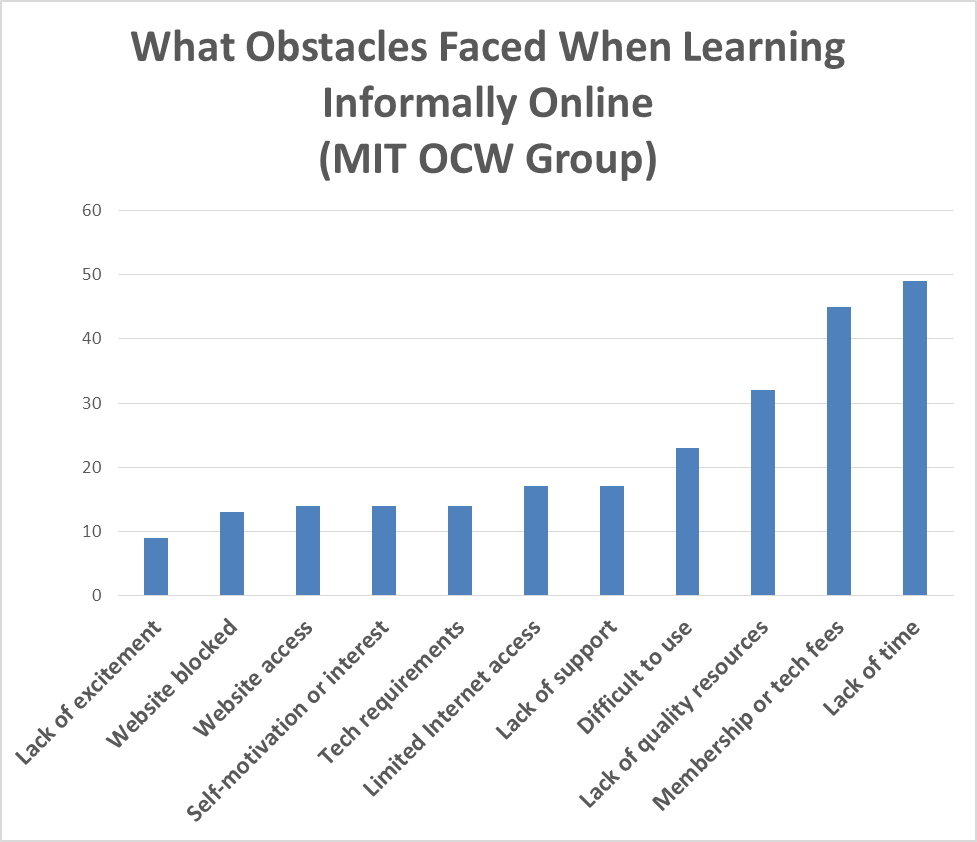 What Obstacles Faced When Learning
Informally Online
(MIT OCW Group)
60
50
40
30
20
10
0
Lack of excitement
Website blocked
Website access
Self-motivation or interest
Tech requirements
Limited Internet access
Lack of support
Difficult to use
Lack of quality resources
Membership or tech fees
Lack of time